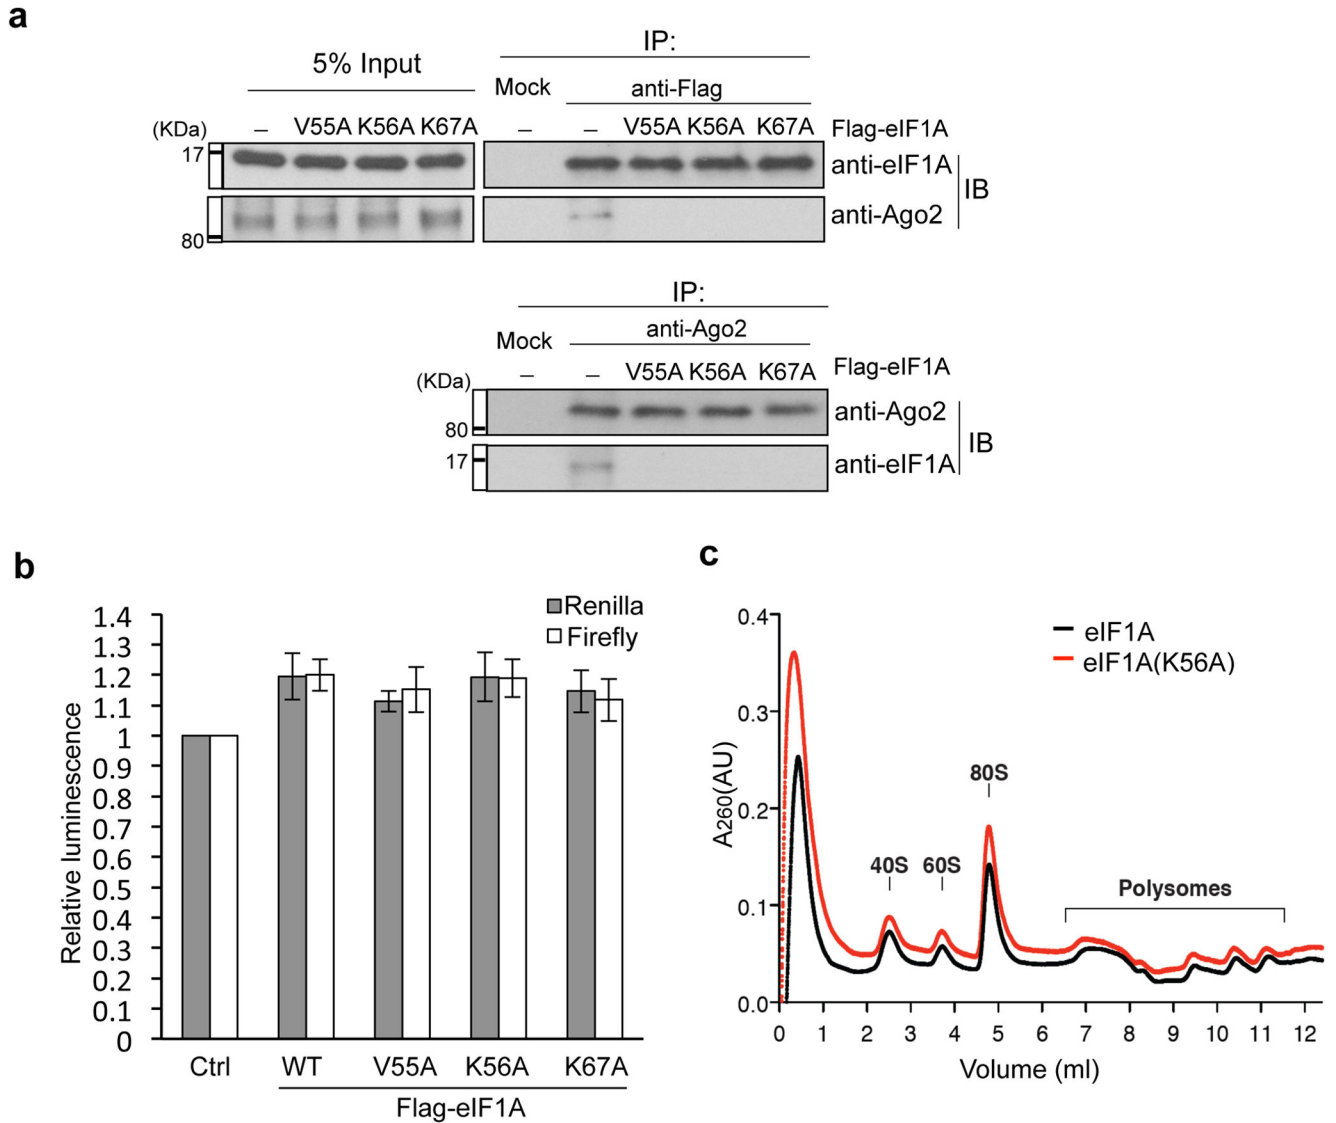 a
IP:
5% Input
Mock
anti-Flag
(KDa) – V55A K56A K67A – – V55A K56A K67A Flag-eIF1A
17 anti-eIF1A
IB
80 anti-Ago2
IP:
Mock
anti-Ago2
(KDa) – – V55A K56A K67A Flag-eIF1A
80 anti-Ago2
IB
17 anti-eIF1A
b
Relative luminescence
1.4
1.3
1.2
1.1
1
0.9
0.8
0.7
0.6
0.5
0.4
0.3
0.2
0.1
0
Renilla
Firefly
Ctrl WT V55A K56A K67A
Flag-eIF1A
c
A260(AU)
0.4
0.3
0.2
0.1
0.0
eIF1A
eIF1A(K56A)
80S
40S 60S
Polysomes
0 1 2 3 4 5 6 7 8 9 10 11 12
Volume (ml)